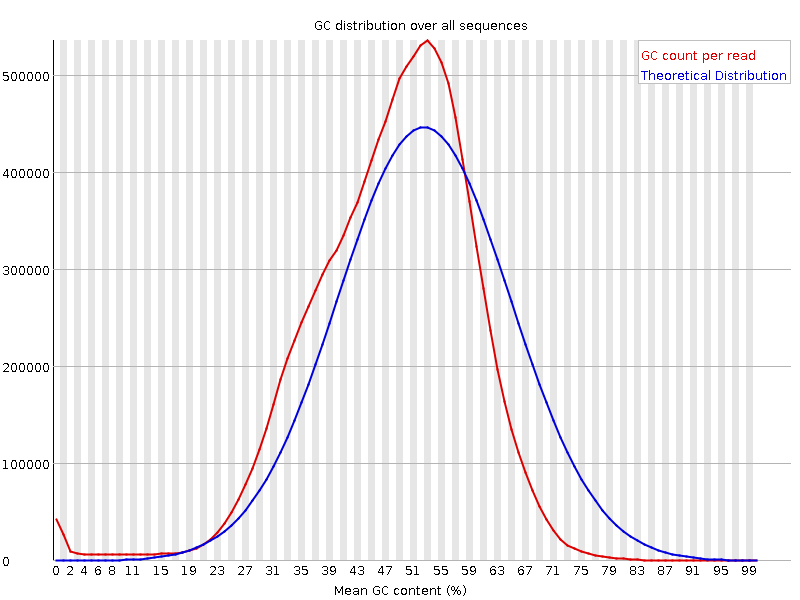 GC distribution over all sequences
GC count per read
Theoretical Distribution
500000
400000
300000
200000
100000
0
0 2 4 6 8 11 15 19 23 27 31 35 39 43 47 51 55 59 63 67 71 75 79 83 87 91 95 99
Mean GC content (%)